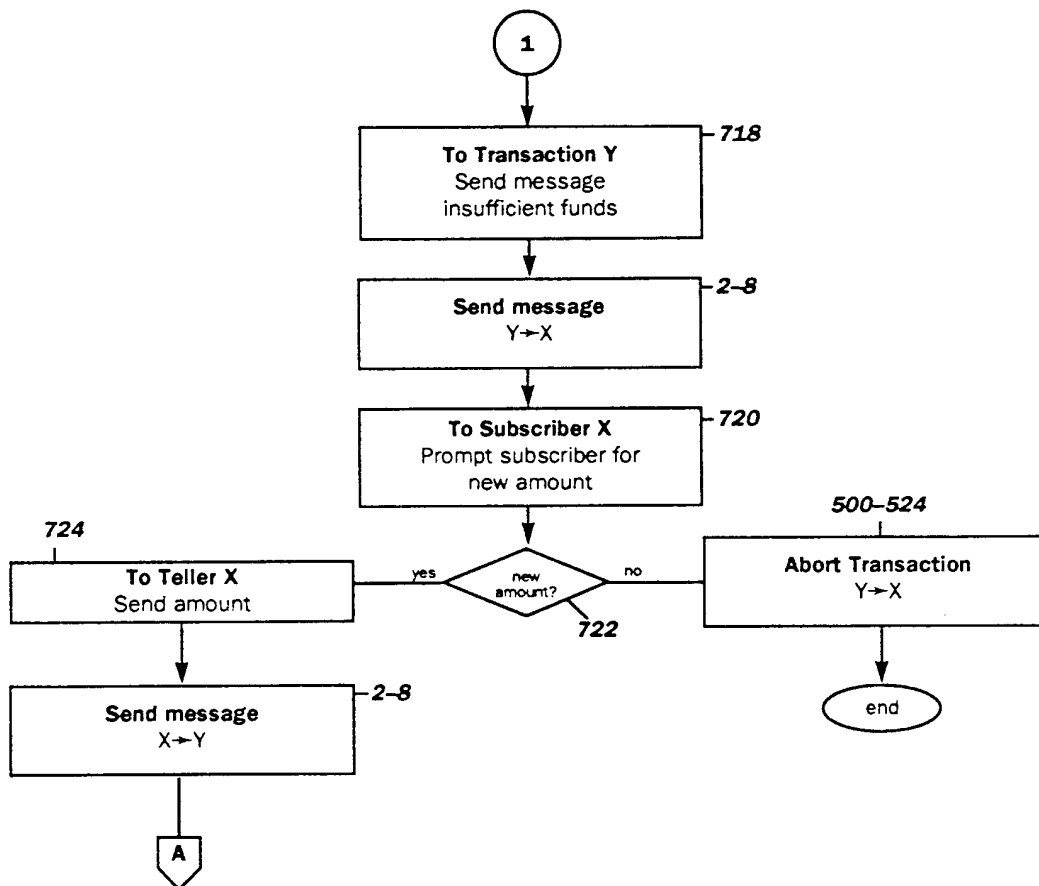 1
718
To Transaction Y
Send message
insufficient funds
2-8
Send message
Y→X
720
To Subscriber X
Prompt subscriber for
new amount
724
To Teller X
Send amount
yes
new
amount?
no
722
500-524
Abort Transaction
Y→X
2-8
Send message
X→Y
end
A